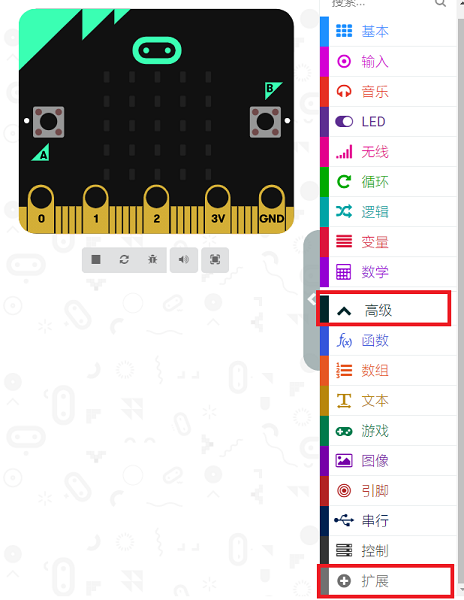 搜索...
基本
输入
音乐
LED
无线
循环
逻辑
变量
数学
高级
f(x) 函数
数组
T 文本
游戏
图像
引脚
串行
控制
扩展
B
A
0 1 2 3V GND